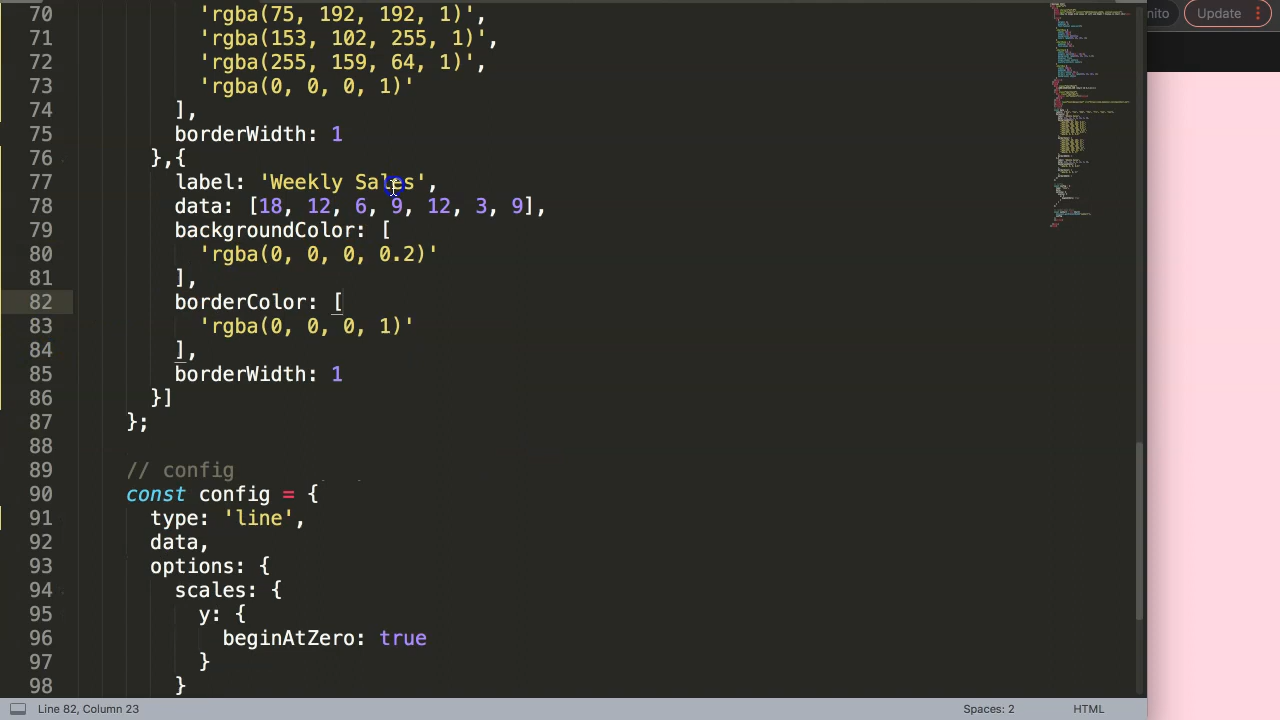 70 'rgba(75, 192, 192, 1)',
71 'rgba(153, 102, 255, 1)',
72 'rgba(255, 159, 64, 1)',
73 'rgba(0, 0, 0, 1)'
74 ],
75 borderWidth: 1
76 },{
77 label: 'Weekly Sales',
78 data: [18, 12, 6, 9, 12, 3, 9],
79 backgroundColor: [
80 'rgba(0, 0, 0, 0.2)'
81 ],
82 borderColor: [
83 'rgba(0, 0, 0, 1)'
84 ],
85 borderWidth: 1
86 }]
87 };
88
89 // config
90 const config = {
91 type: 'line',
92 data,
93 options: {
94 scales: {
95 y: {
96 beginAtZero: true
97 }
98 }
Update
Line 82, Column 23
Spaces: 2
HTML